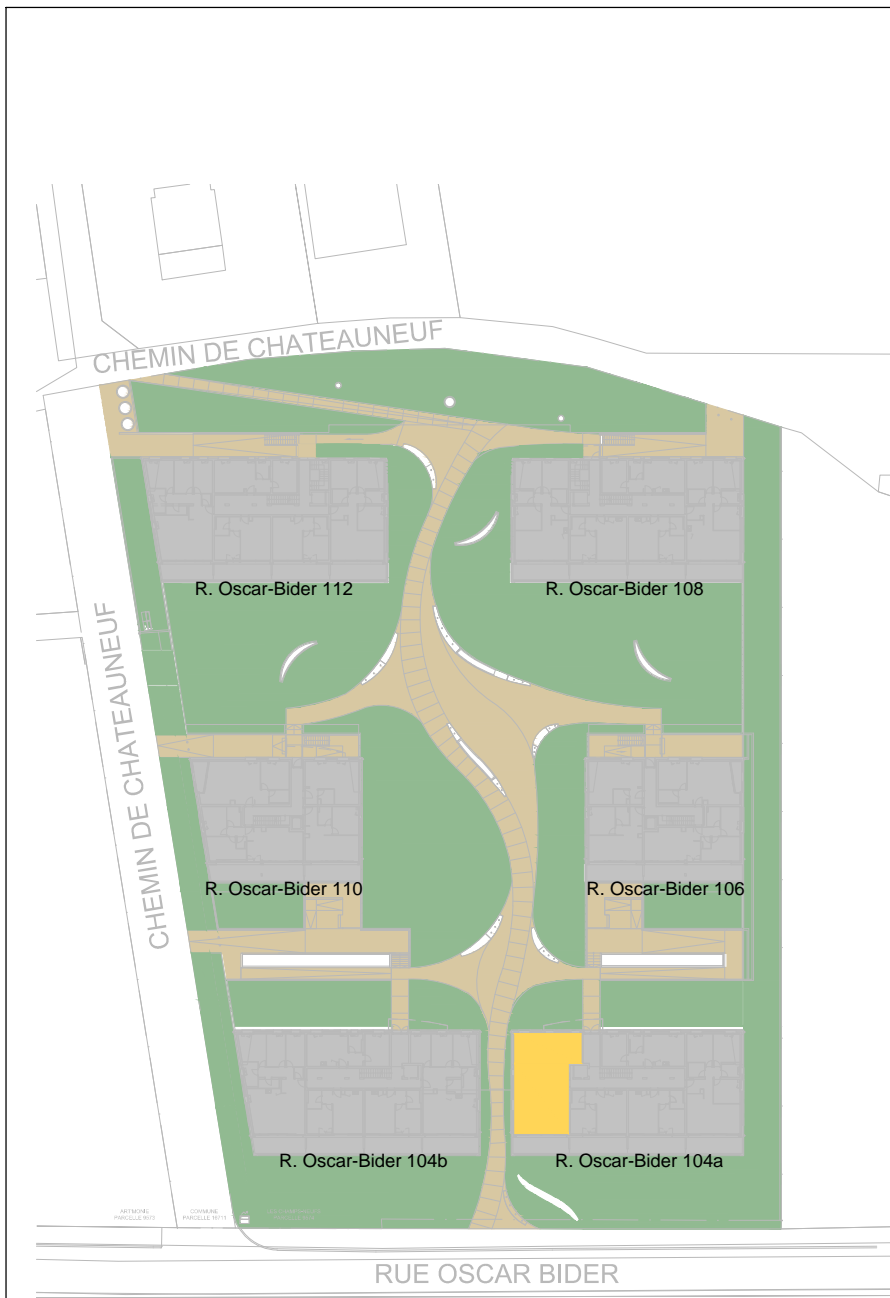 CHEMIN DE CHATEAUNEUF
R. Oscar-Bider 112
R. Oscar-Bider 108
CHEMIN DE CHATEAUNEUF
R. Oscar-Bider 110
R. Oscar-Bider 106
R. Oscar-Bider 104b
R. Oscar-Bider 104a
COMMUNE
RUE OSCAR BIDER